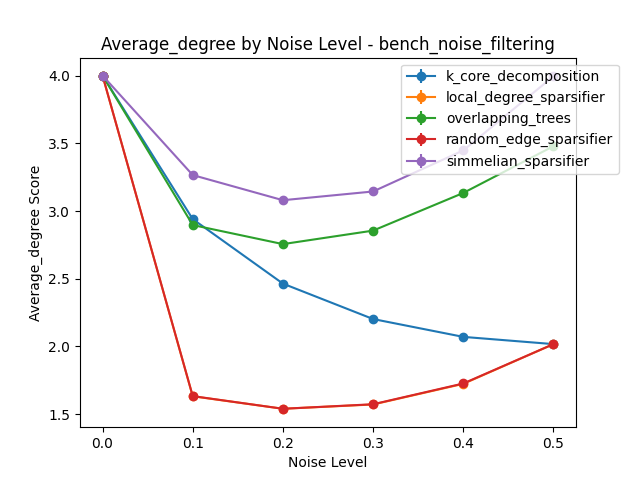 Average_degree by Noise Level - bench_noise_filtering
k_core_decomposition
local_degree_sparsifier
overlapping_trees
random_edge_sparsifier
simmelian_sparsifier
Average_degree Score
4.0
3.5
3.0
2.5
2.0
1.5
0.0 0.1 0.2 0.3 0.4 0.5
Noise Level